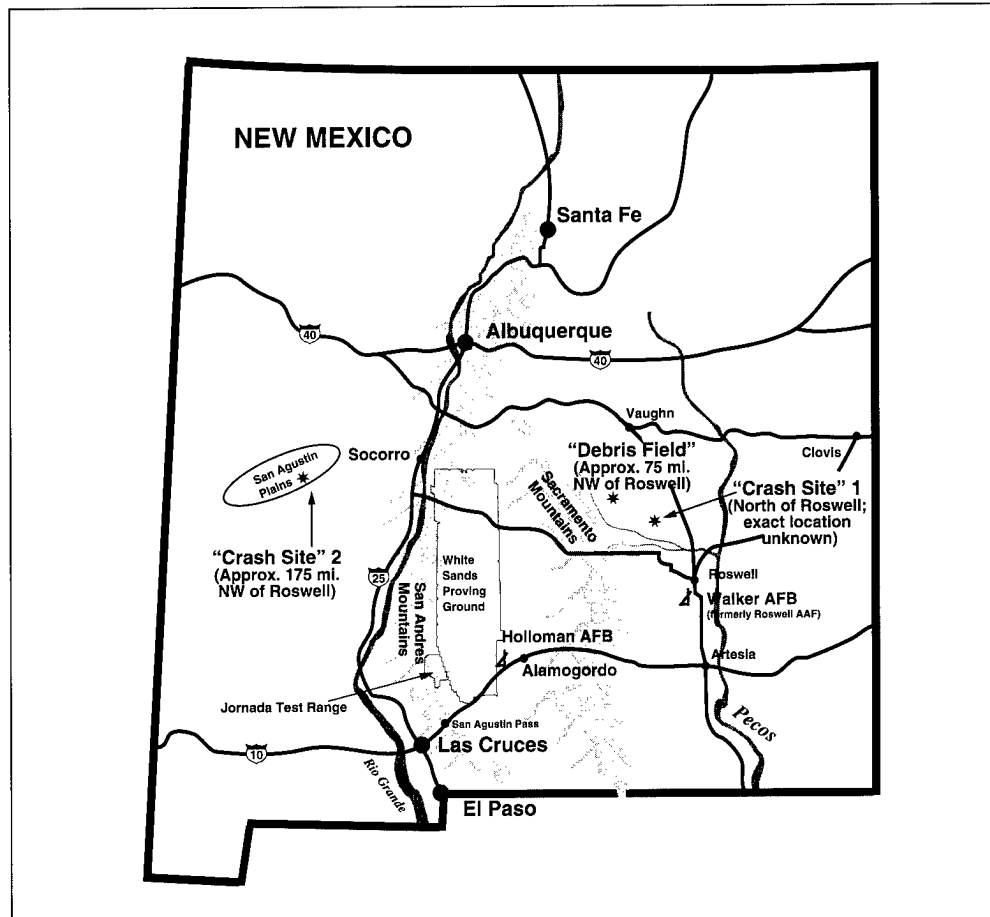 NEW MEXICO
Santa Fe
40
Albuquerque
40
Vaughn
Clovis
Socorro
San Agustin
Plains
"Debris Field"
(Approx. 75 mi.
NW of Roswell)
Sacramento
Mountains
"Crash Site" 1
(North of Roswell;
exact location
unknown)
"Crash Site" 2
(Approx. 175 mi.
NW of Roswell)
25
White
Sands
Proving
Ground
San Andres
Mountains
Roswell
Walker AFB
(formerly Roswell AAF)
Holloman AFB
Alamogordo
Artesia
Jornada Test Range
San Agustin Pass
Las Cruces
10
Rio Grande
Pecos
El Paso